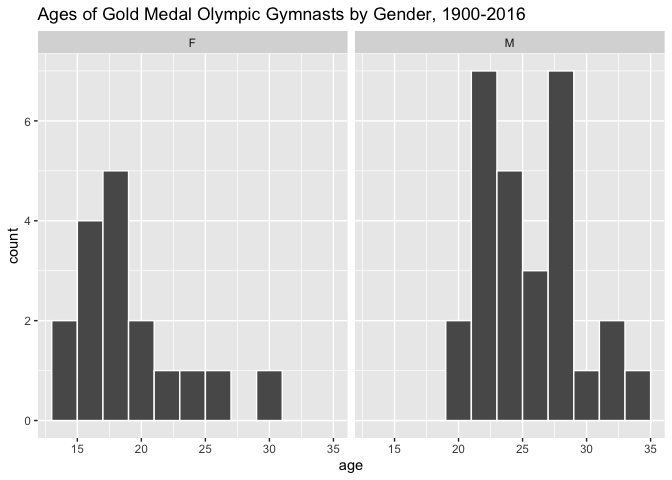 Ages of Gold Medal Olympic Gymnasts by Gender, 1900-2016
F M
6
4
2
0
count
15 20 25 30 35 15 20 25 30 35
age